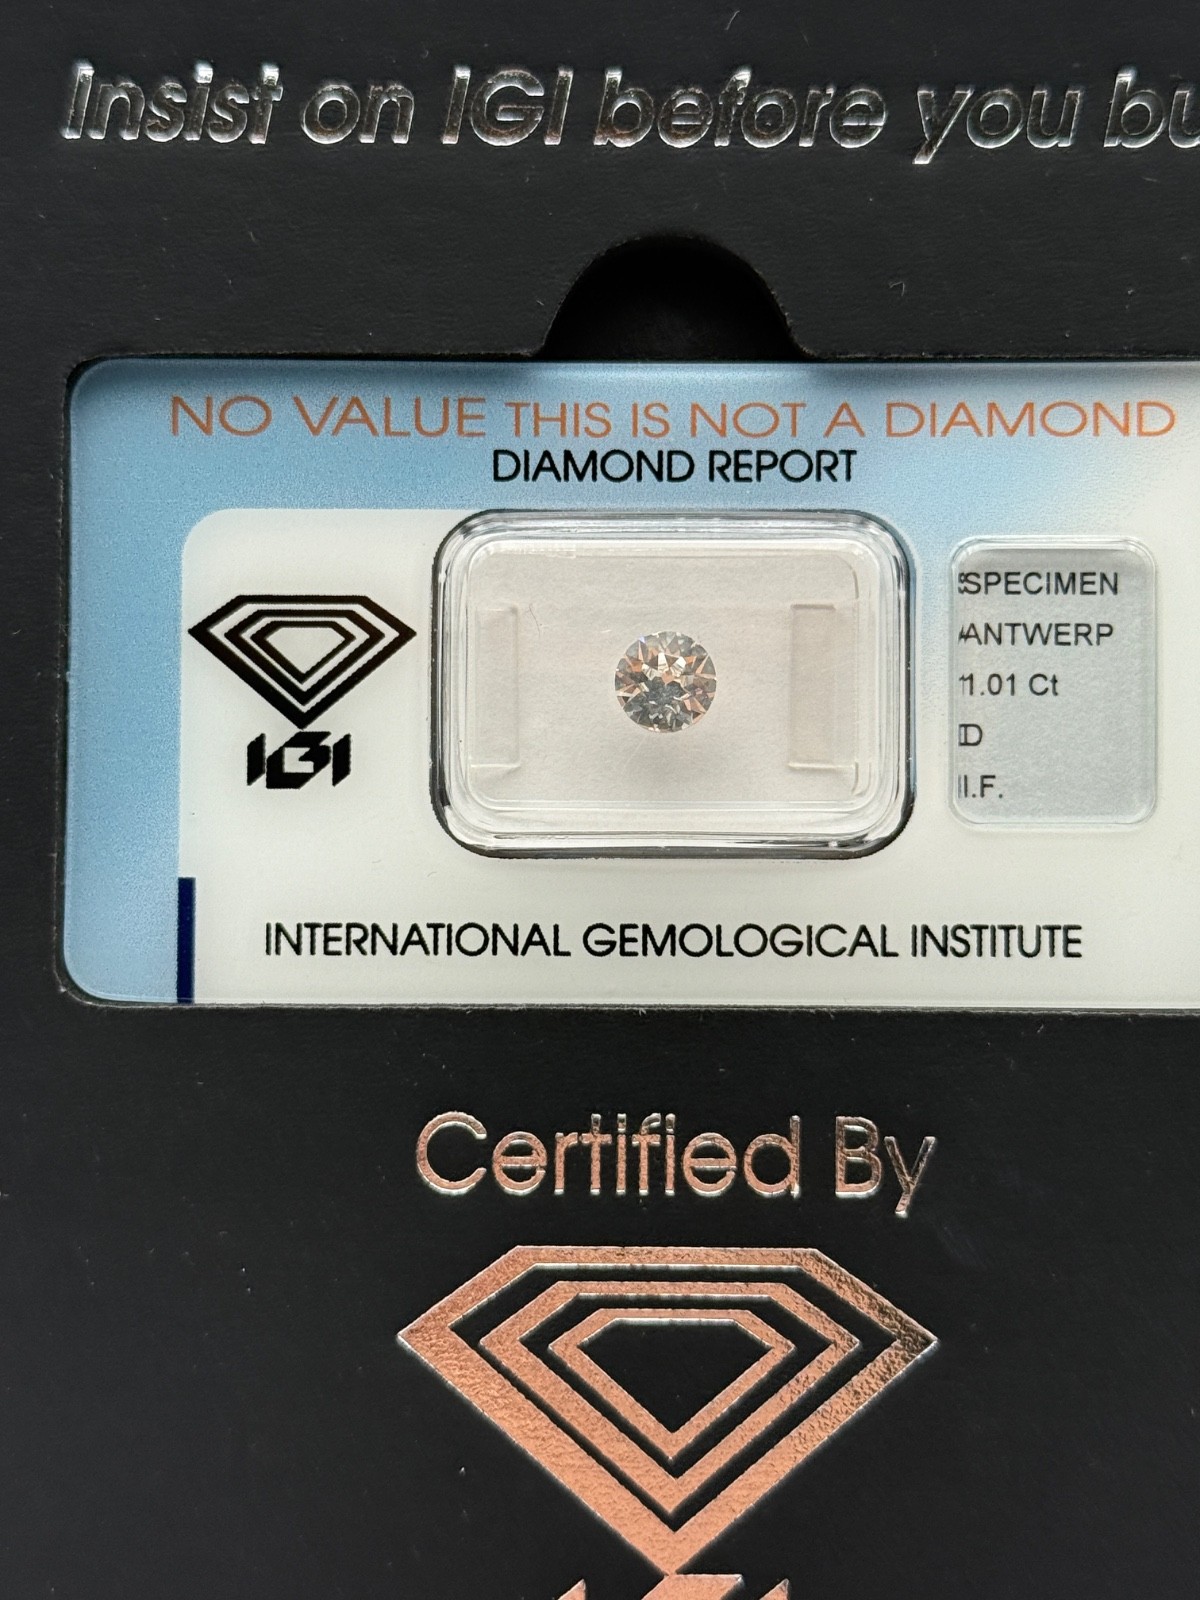 Insist on IGI before you bu
NO VALUE THIS IS NOT A DIAMOND
DIAMOND REPORT
IGI
SPECIMEN
ANTWERP
1.01 Ct
D
I.F.
INTERNATIONAL GEMOLOGICAL INSTITUTE
Certified By
IGI